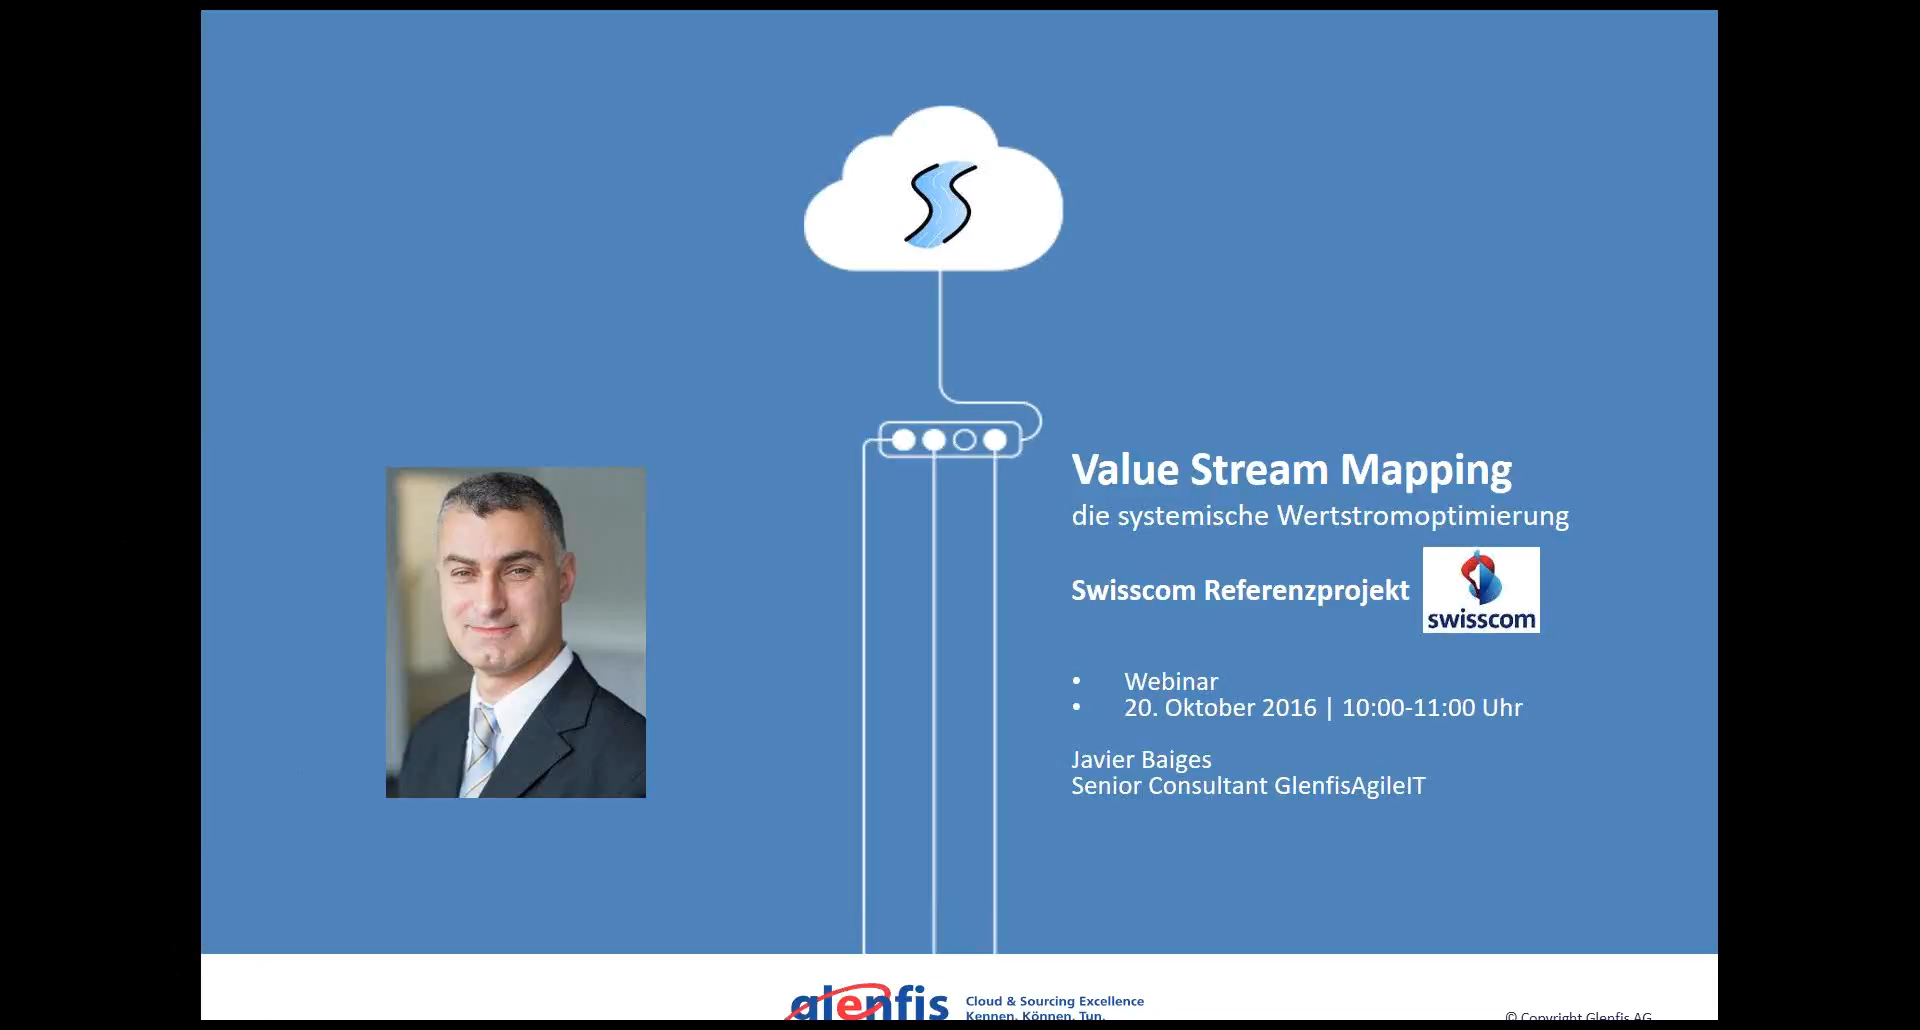 Value Stream Mapping
die systemische Wertstromoptimierung
Swisscom Referenzprojekt
swisscom
• Webinar
• 20. Oktober 2016 | 10:00-11:00 Uhr
Javier Baiges
Senior Consultant GlenfisAgileIT
glenfis
Cloud & Sourcing Excellence
Kennen. Können. Tun.
© Copyright Glenfis AG